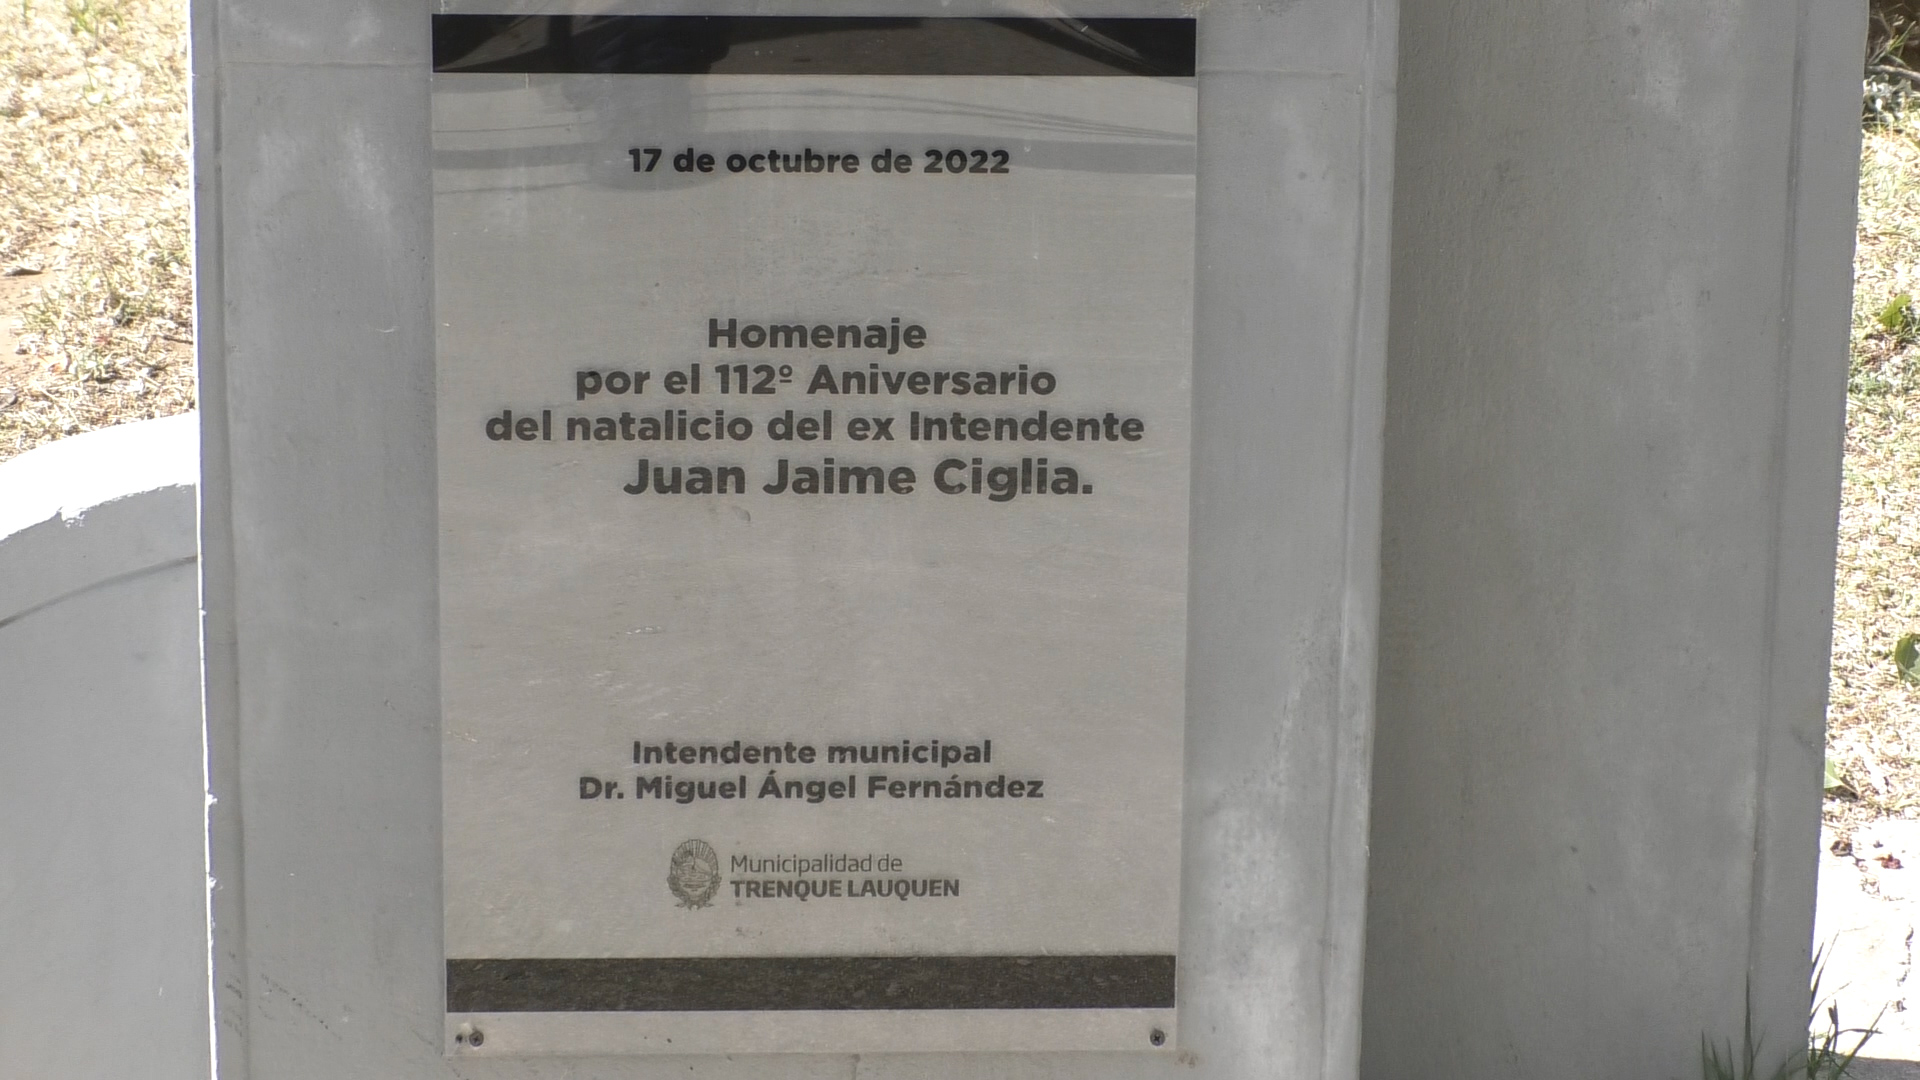 17 de octubre de 2022
Homenaje
por el 112º Aniversario
del natalicio del ex Intendente
Juan Jaime Ciglia.
Intendente municipal
Dr. Miguel Ángel Fernández
Municipalidad de
TRENQUE LAUQUEN